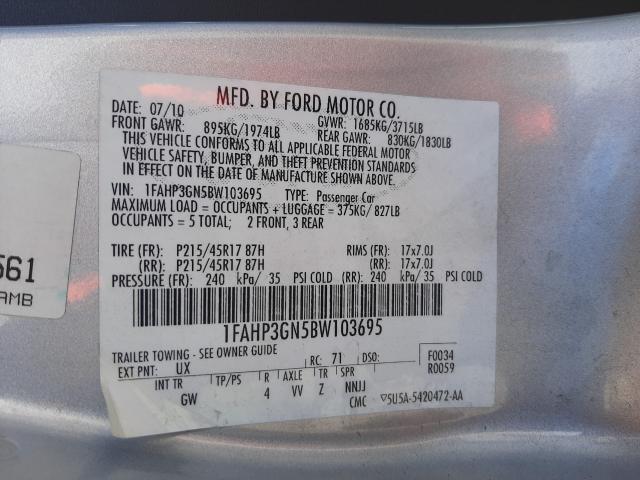 MFD. BY FORD MOTOR CO.
DATE: 07/10 GVWR: 1685KG/3715LB
FRONT GAWR: 895KG/1974LB REAR GAWR: 830KG/1830LB
THIS VEHICLE CONFORMS TO ALL APPLICABLE FEDERAL MOTOR
VEHICLE SAFETY, BUMPER, AND THEFT PREVENTION STANDARDS
IN EFFECT ON THE DATE OF MANUFACTURE SHOWN ABOVE.
VIN: 1FAHP3GN5BW103695 TYPE: Passenger Car
MAXIMUM LOAD = OCCUPANTS + LUGGAGE = 375KG/ 827LB
OCCUPANTS = 5 TOTAL; 2 FRONT, 3 REAR
TIRE (FR): P215/45R17 87H RIMS (FR): 17x7.0J
(RR): P215/45R17 87H (RR): 17x7.0J
PRESSURE (FR): 240 kPa/ 35 PSI COLD (RR): 240 kPa/ 35 PSI COLD
1FAHP3GN5BW103695
TRAILER TOWING - SEE OWNER GUIDE
EXT PNT: UX RC: 71 DSO: F0034
R0059
INT TR TP/PS R AXLE TR SPR
GW 4 VV Z NNJJ
CMC ▽5U5A-5420472-AA
561
AMB